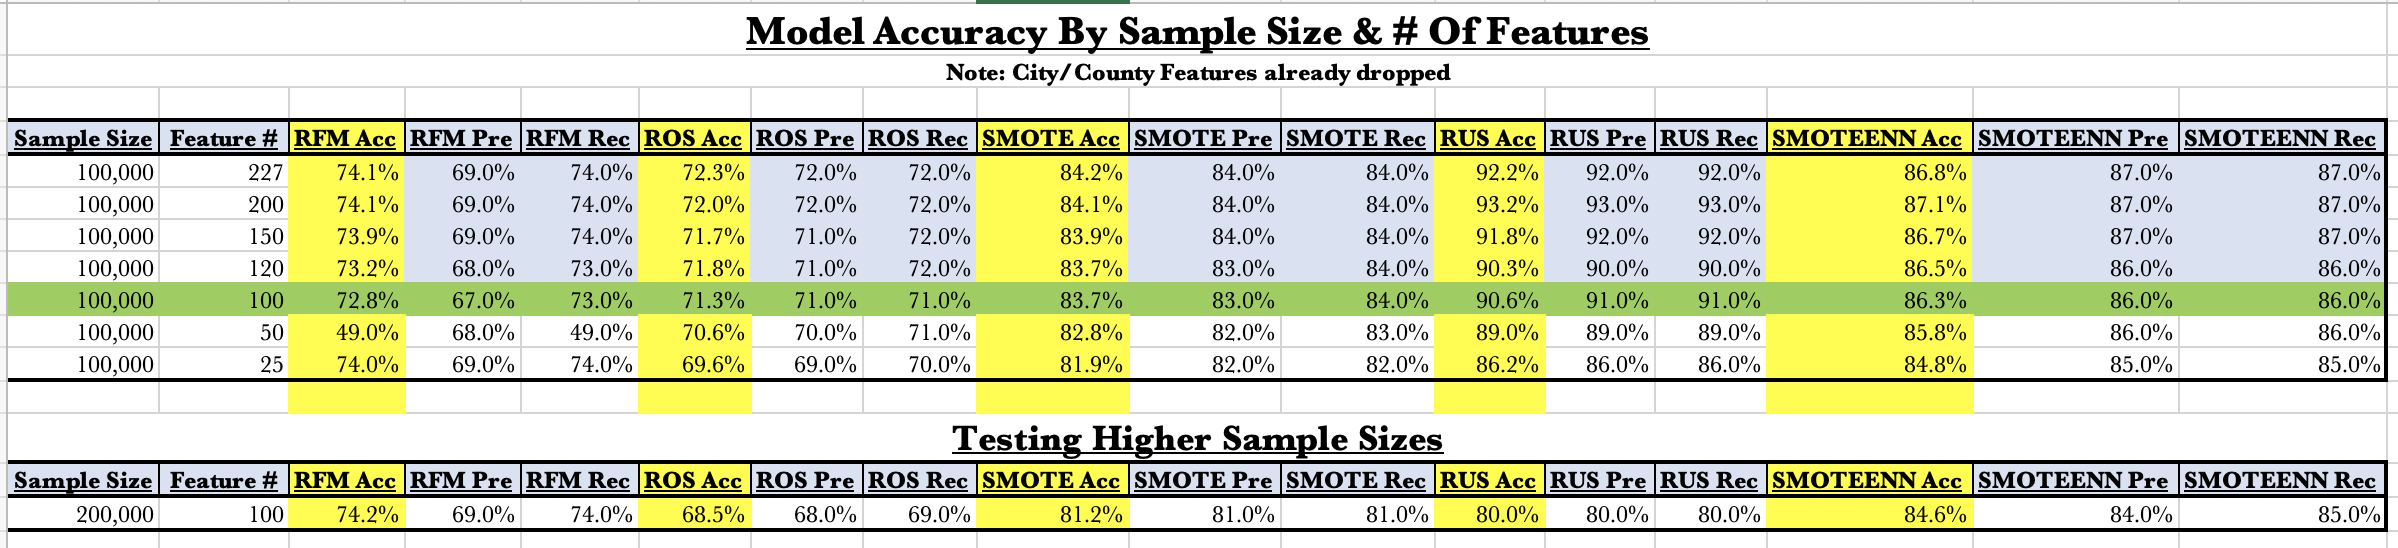 Model Accuracy By Sample Size & # Of Features
Note: City/County Features already dropped
Sample Size Feature # RFM Acc RFM Pre RFM Rec ROS Acc ROS Pre ROS Rec SMOTE Acc SMOTE Pre SMOTE Rec RUS Acc RUS Pre RUS Rec SMOTEENN Acc SMOTEENN Pre SMOTEENN Rec
100,000 227 74.1% 69.0% 74.0% 72.3% 72.0% 72.0% 84.2% 84.0% 84.0% 92.2% 92.0% 92.0% 86.8% 87.0% 87.0%
100,000 200 74.1% 69.0% 74.0% 72.0% 72.0% 72.0% 84.1% 84.0% 84.0% 93.2% 93.0% 93.0% 87.1% 87.0% 87.0%
100,000 150 73.9% 69.0% 74.0% 71.7% 71.0% 72.0% 83.9% 84.0% 84.0% 91.8% 92.0% 92.0% 86.7% 87.0% 87.0%
100,000 120 73.2% 68.0% 73.0% 71.8% 71.0% 72.0% 83.7% 83.0% 84.0% 90.3% 90.0% 90.0% 86.5% 86.0% 86.0%
100,000 100 72.8% 67.0% 73.0% 71.3% 71.0% 71.0% 83.7% 83.0% 84.0% 90.6% 91.0% 91.0% 86.3% 86.0% 86.0%
100,000 50 49.0% 68.0% 49.0% 70.6% 70.0% 71.0% 82.8% 82.0% 83.0% 89.0% 89.0% 89.0% 85.8% 86.0% 86.0%
100,000 25 74.0% 69.0% 74.0% 69.6% 69.0% 70.0% 81.9% 82.0% 82.0% 86.2% 86.0% 86.0% 84.8% 85.0% 85.0%
Testing Higher Sample Sizes
Sample Size Feature # RFM Acc RFM Pre RFM Rec ROS Acc ROS Pre ROS Rec SMOTE Acc SMOTE Pre SMOTE Rec RUS Acc RUS Pre RUS Rec SMOTEENN Acc SMOTEENN Pre SMOTEENN Rec
200,000 100 74.2% 69.0% 74.0% 68.5% 68.0% 69.0% 81.2% 81.0% 81.0% 80.0% 80.0% 80.0% 84.6% 84.0% 85.0%